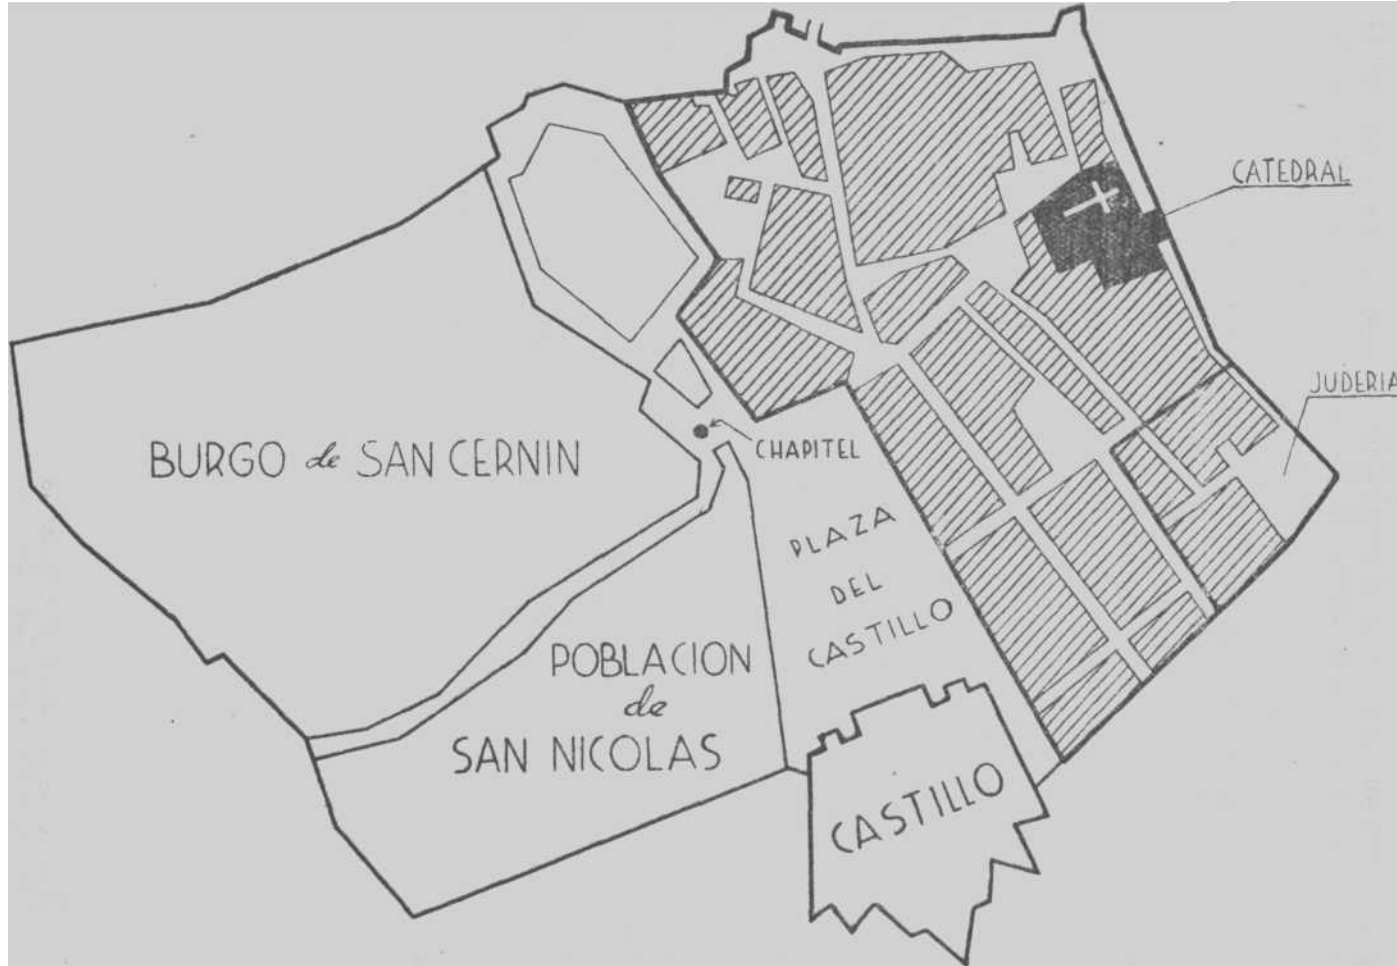 CATEDRAL
JUDERIA
BURGO de SAN CERNIN
CHAPITEL
PLAZA
DEL
CASTILLO
POBLACION
de
SAN NICOLAS
CASTILLO